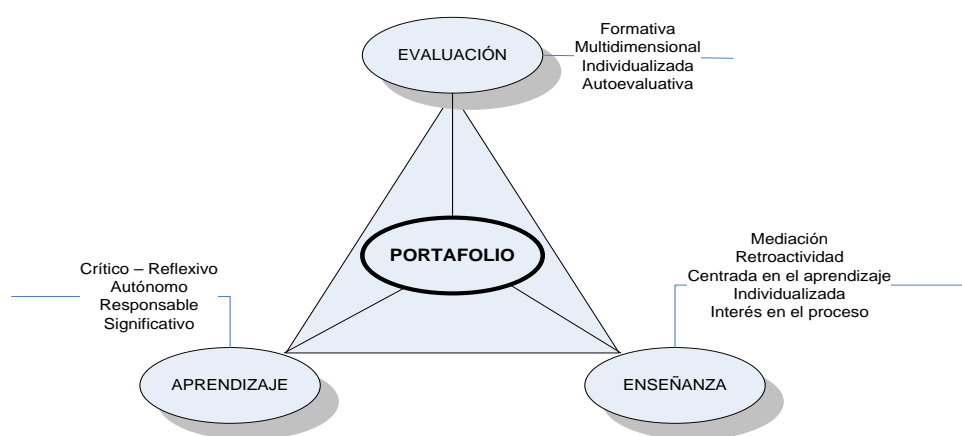 EVALUACIÓN
Formativa
Multidimensional
Individualizada
Autoevaluativa
PORTAFOLIO
Crítico – Reflexivo
Autónomo
Responsable
Significativo
Mediación
Retroactividad
Centrada en el aprendizaje
Individualizada
Interés en el proceso
APRENDIZAJE
ENSEÑANZA